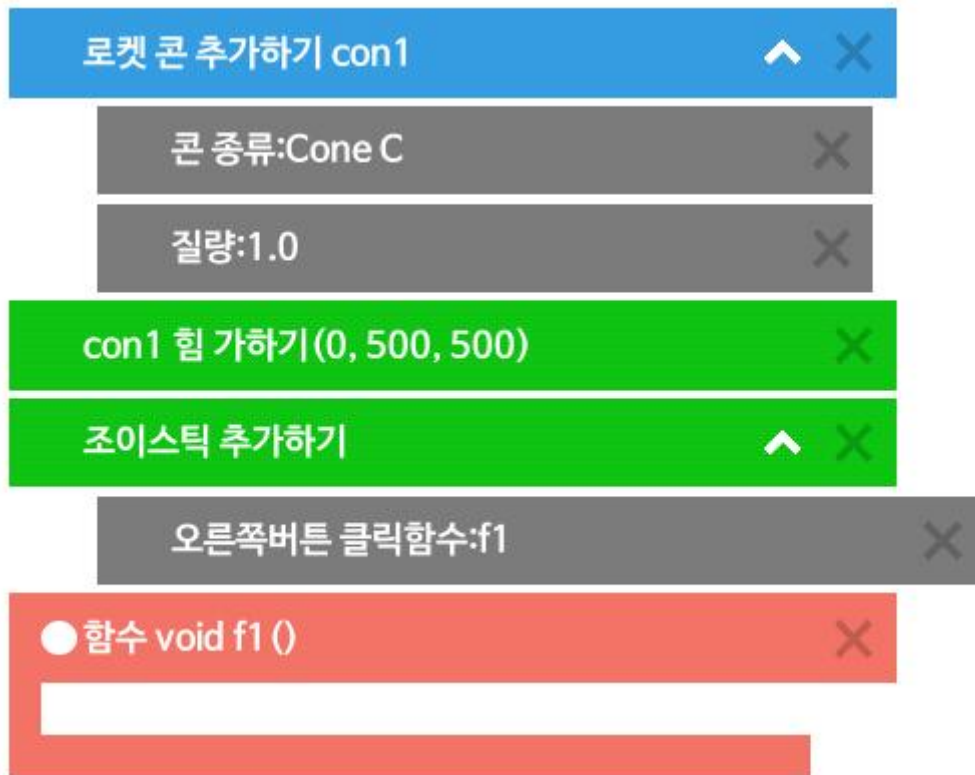 로켓 콘 추가하기 con1
콘 종류:Cone C
질량:1.0
con1 힘 가하기(0, 500, 500)
조이스틱 추가하기
오른쪽버튼 클릭함수:f1
함수 void f1 ()